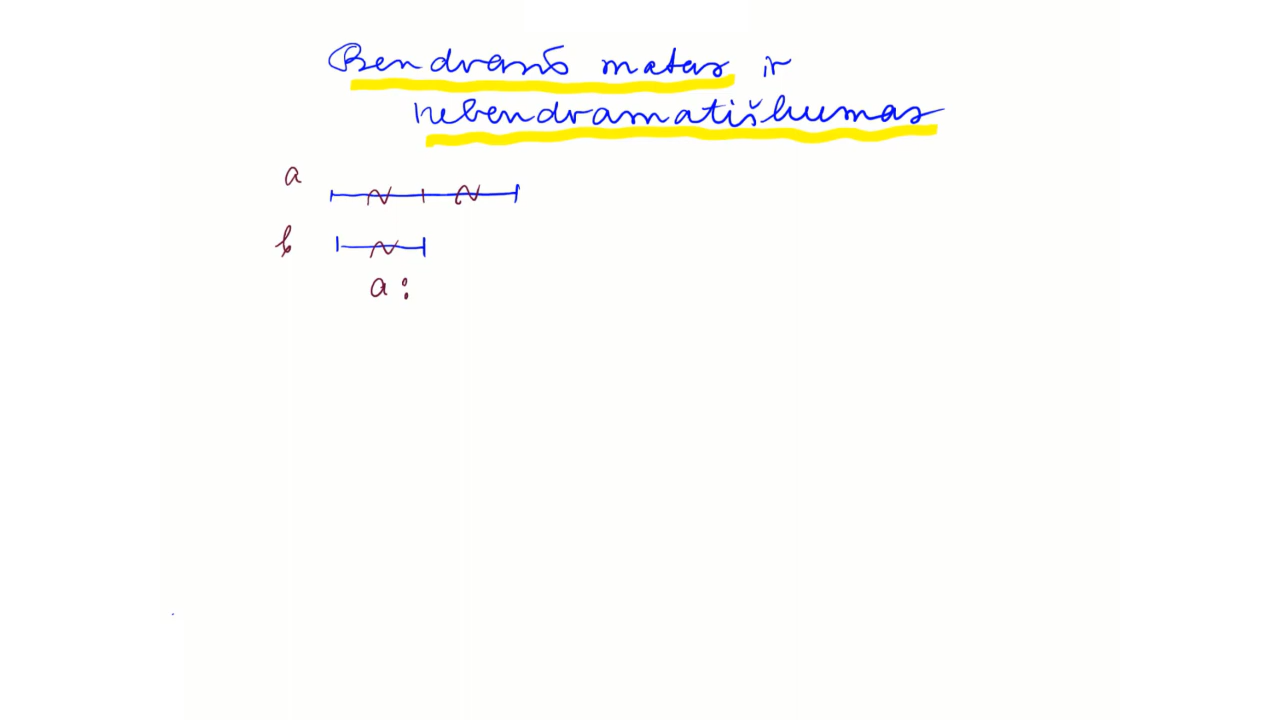 Bendrasis matas ir
nebendramatiškumas
a
b
a :